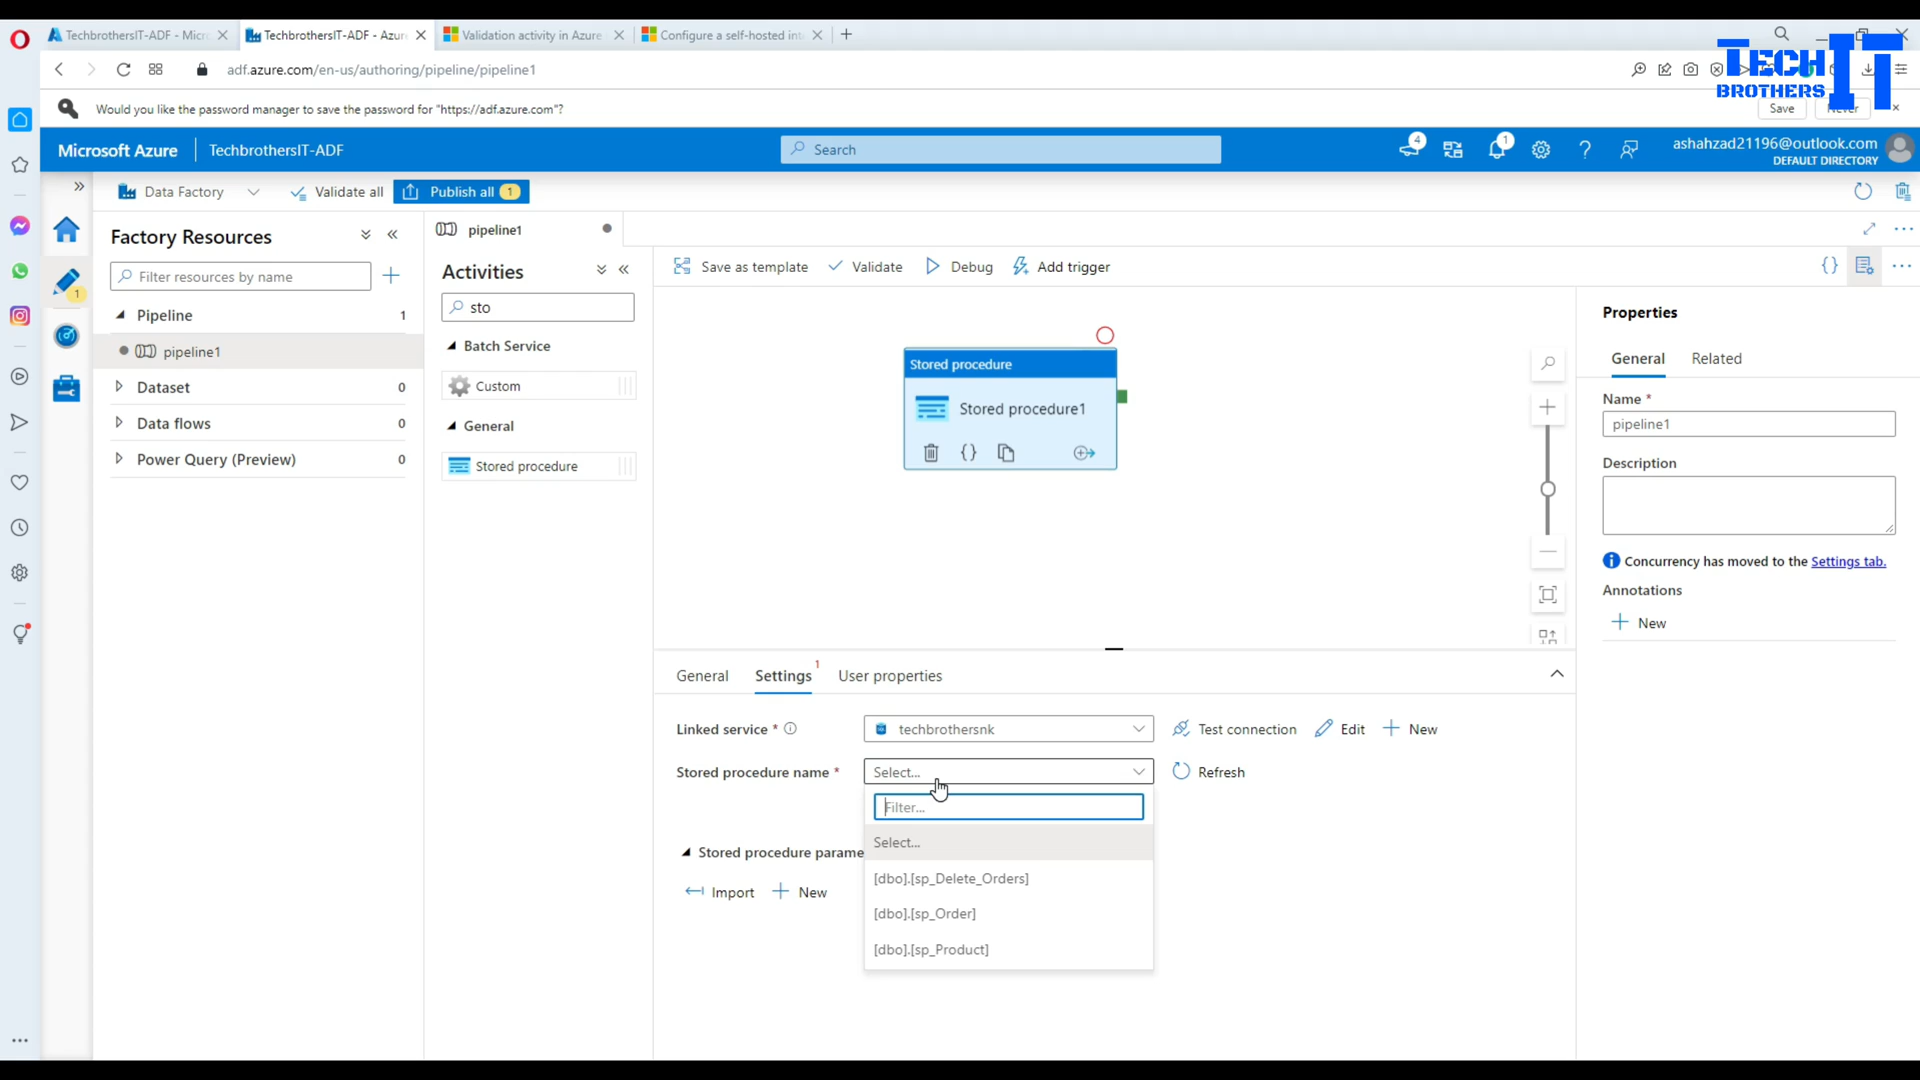 TechbrothersIT-ADF - Micr
TechbrothersIT-ADF - Azur
Validation activity in Azure
Configure a self-hosted int
adf.azure.com/en-us/authoring/pipeline/pipeline1
TECH IT
BROTHERS
Would you like the password manager to save the password for "https://adf.azure.com"?
Save
Never
Microsoft Azure
TechbrothersIT-ADF
Search
4
1
ashahzad21196@outlook.com
DEFAULT DIRECTORY
Data Factory
Validate all
Publish all 1
Factory Resources
Filter resources by name
Pipeline 1
pipeline1
Dataset 0
Data flows 0
Power Query (Preview) 0
1
pipeline1
Activities
sto
Batch Service
Custom
General
Stored procedure
Save as template
Validate
Debug
Add trigger
Stored procedure
Stored procedure1
Properties
General
Related
Name *
pipeline1
Description
Concurrency has moved to the Settings tab.
Annotations
New
General
Settings 1
User properties
Linked service *
techbrothersnk
Test connection
Edit
New
Stored procedure name *
Select...
Refresh
Filter...
Select...
Stored procedure parame
[dbo].[sp_Delete_Orders]
Import
New
[dbo].[sp_Order]
[dbo].[sp_Product]